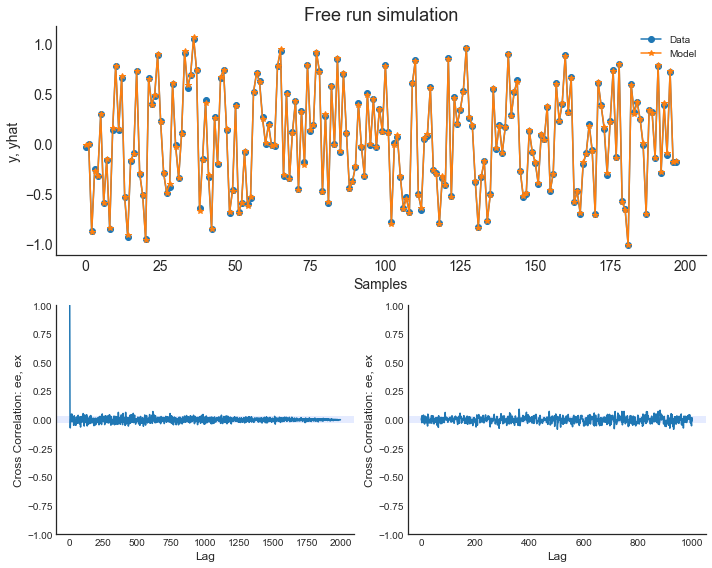 Free run simulation
y, yhat
1.0
0.5
0.0
−0.5
−1.0
Data
Model
0 25 50 75 100 125 150 175 200
Samples
Cross Correlation: ee, ex
1.00
0.75
0.50
0.25
0.00
−0.25
−0.50
−0.75
−1.00
0 250 500 750 1000 1250 1500 1750 2000
Lag
Cross Correlation: ee, ex
1.00
0.75
0.50
0.25
0.00
−0.25
−0.50
−0.75
−1.00
0 200 400 600 800 1000
Lag